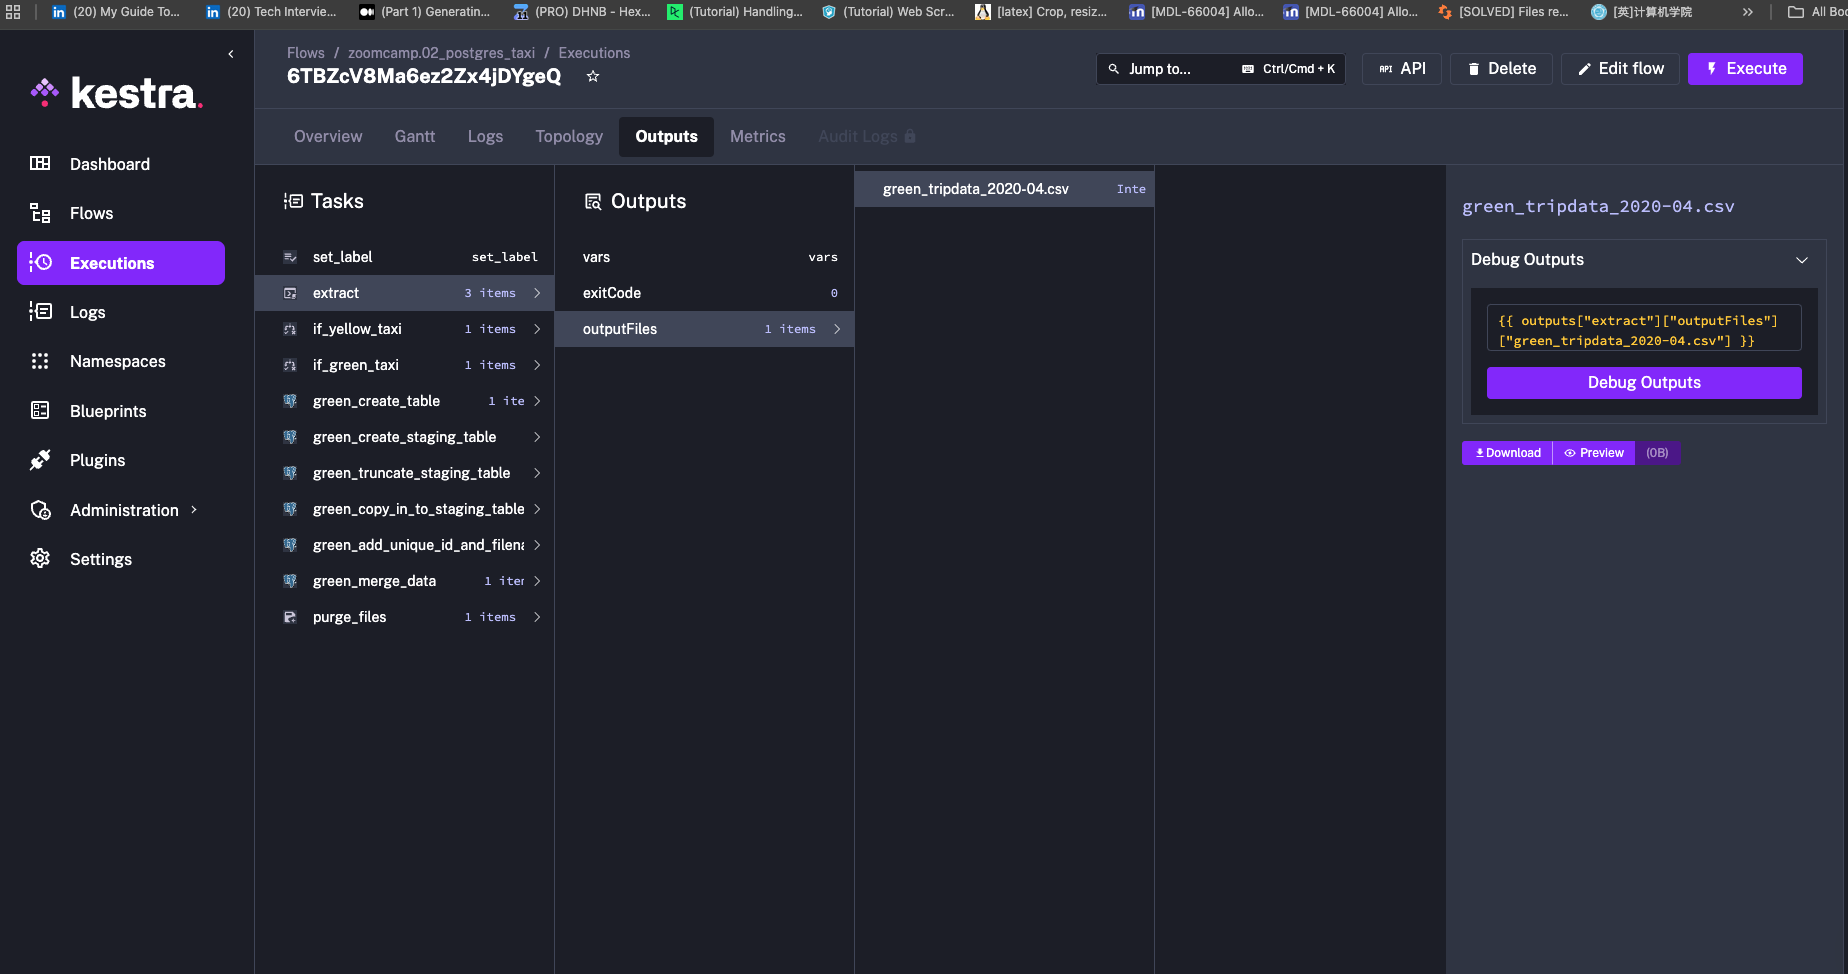 (20) My Guide To...
(20) Tech Intervie...
(Part 1) Generatin...
(PRO) DHNB - Hex...
(Tutorial) Handling...
(Tutorial) Web Scr...
[latex] Crop, resiz...
[MDL-66004] Allo...
[MDL-66004] Allo...
[SOLVED] Files re...
[英]计算机学院
All Boo
kestra.
Dashboard
Flows
Executions
Logs
Namespaces
Blueprints
Plugins
Administration
Settings
Flows / zoomcamp.02_postgres_taxi / Executions
6TBZcV8Ma6ez2Zx4jDYgeQ
Jump to... Ctrl/Cmd + K
API API
Delete
Edit flow
Execute
Overview
Gantt
Logs
Topology
Outputs
Metrics
Audit Logs
Tasks
set_label set_label
extract 3 items
if_yellow_taxi 1 items
if_green_taxi 1 items
green_create_table 1 ite
green_create_staging_table
green_truncate_staging_table
green_copy_in_to_staging_table
green_add_unique_id_and_filena
green_merge_data 1 iter
purge_files 1 items
Outputs
vars vars
exitCode 0
outputFiles 1 items
green_tripdata_2020-04.csv Inte
green_tripdata_2020-04.csv
Debug Outputs
{{ outputs["extract"]["outputFiles"]
["green_tripdata_2020-04.csv"] }}
Debug Outputs
Download
Preview
(0B)